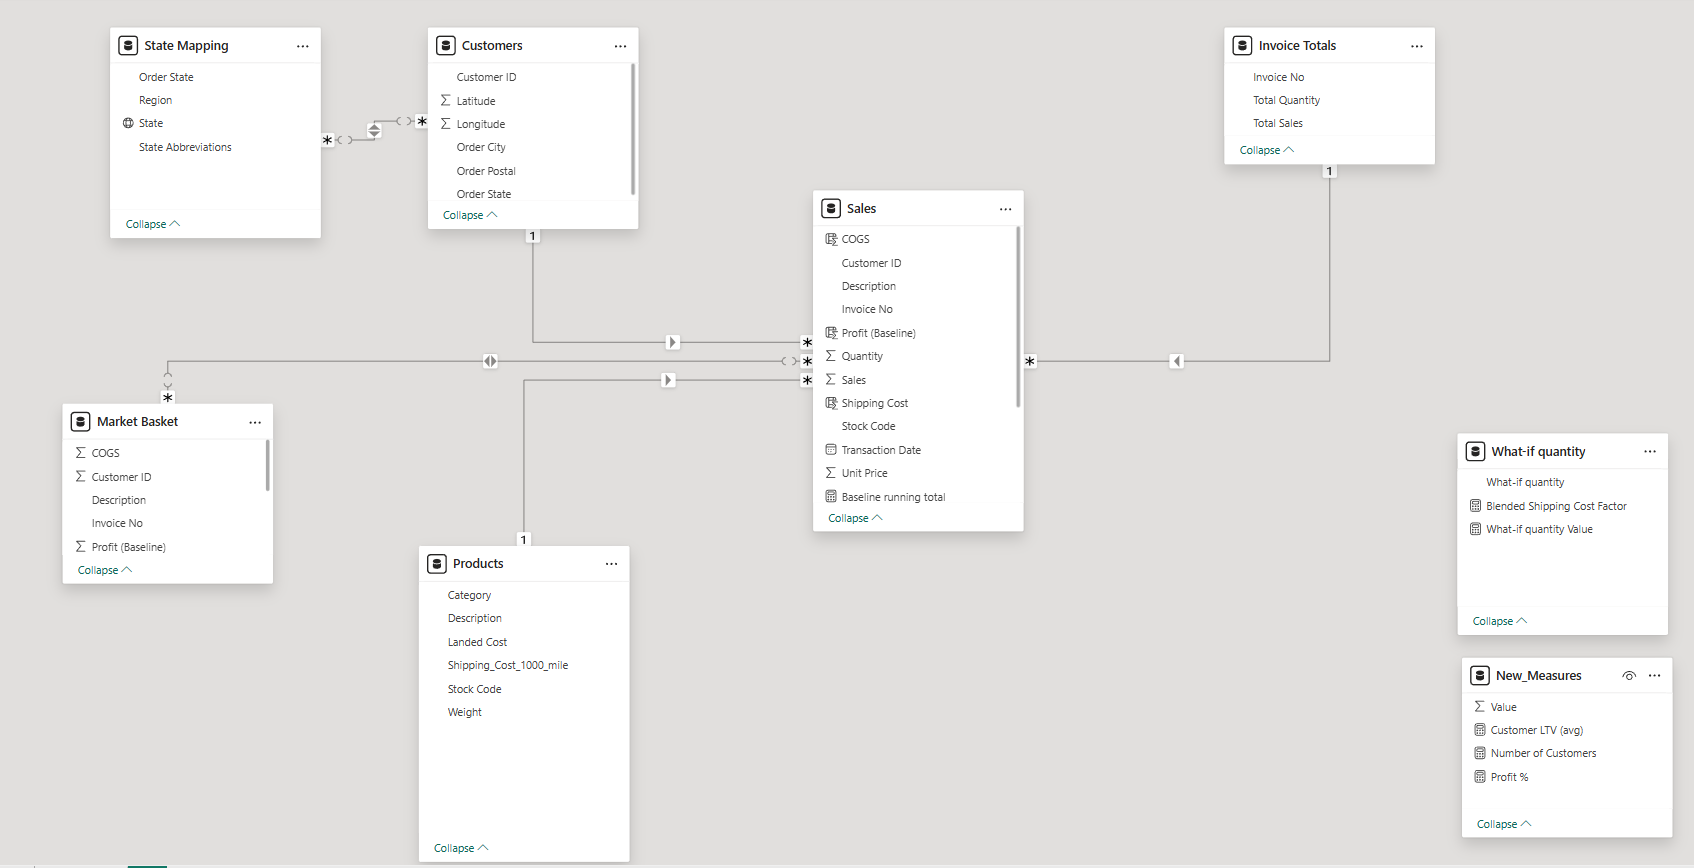 State Mapping
Order State
Region
State
State Abbreviations
Collapse
Customers
Customer ID
Latitude
Longitude
Order City
Order Postal
Order State
Collapse
Invoice Totals
Invoice No
Total Quantity
Total Sales
Collapse
1
1
Sales
COGS
Customer ID
Description
Invoice No
Profit (Baseline)
Quantity
Sales
Shipping Cost
Stock Code
Transaction Date
Unit Price
Baseline running total
Collapse
Market Basket
COGS
Customer ID
Description
Invoice No
Profit (Baseline)
Collapse
1
Products
Category
Description
Landed Cost
Shipping_Cost_1000_mile
Stock Code
Weight
Collapse
What-if quantity
What-if quantity
Blended Shipping Cost Factor
What-if quantity Value
Collapse
New_Measures
Value
Customer LTV (avg)
Number of Customers
Profit %
Collapse